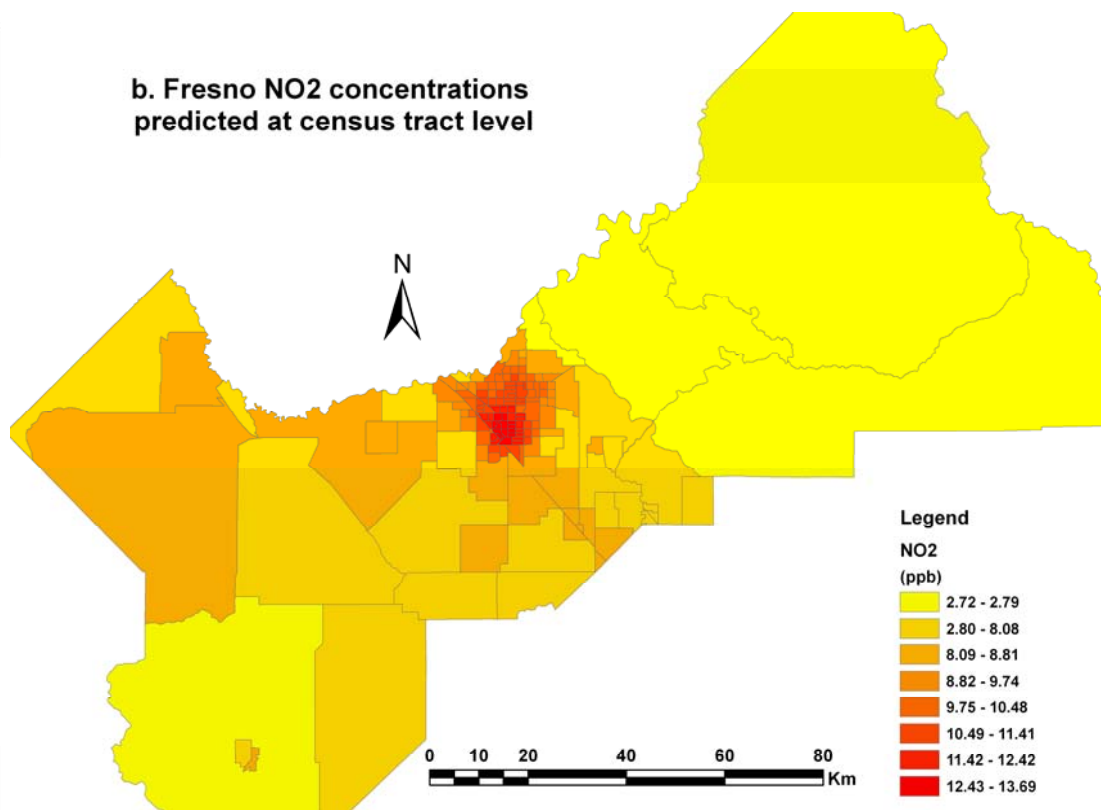 b. Fresno NO2 concentrations
predicted at census tract level
N
Legend
NO2
(ppb)
2.72 - 2.79
2.80 - 8.08
8.09 - 8.81
8.82 - 9.74
9.75 - 10.48
10.49 - 11.41
11.42 - 12.42
12.43 - 13.69
0 10 20 40 60 80
Km